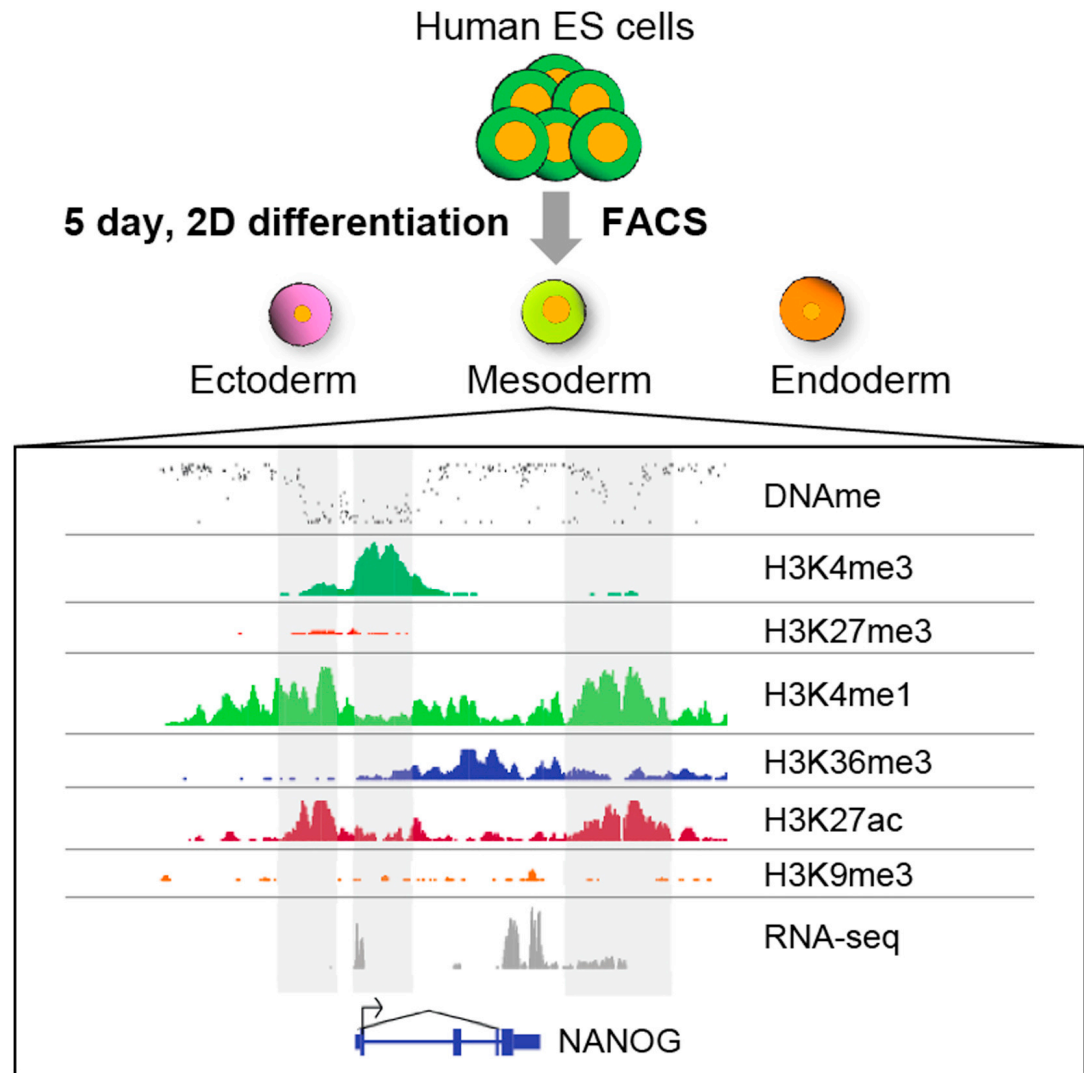 Human ES cells
5 day, 2D differentiation FACS
Ectoderm Mesoderm Endoderm
DNAme
H3K4me3
H3K27me3
H3K4me1
H3K36me3
H3K27ac
H3K9me3
RNA-seq
NANOG